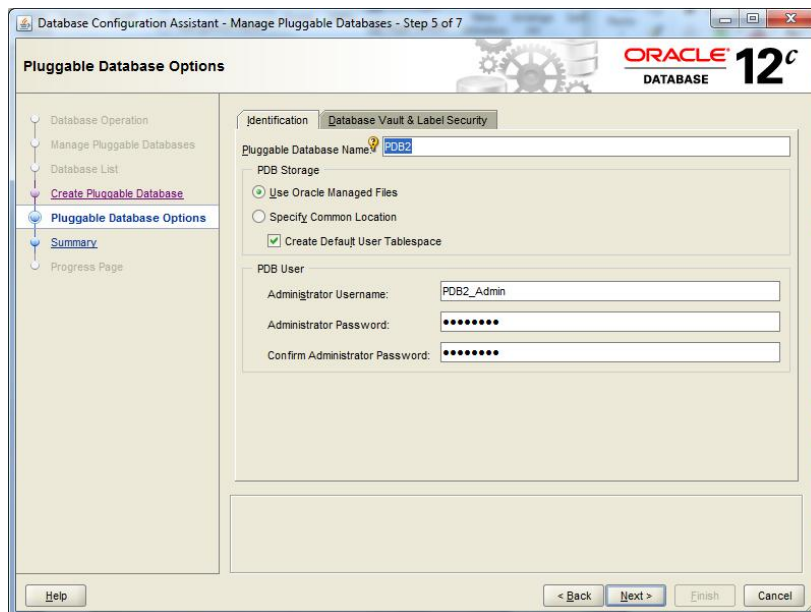 Database Configuration Assistant - Manage Pluggable Databases - Step 5 of 7
Pluggable Database Options
ORACLE
DATABASE
12c
Database Operation
Manage Pluggable Databases
Database List
Create Pluggable Database
Pluggable Database Options
Summary
Progress Page
Identification Database Vault & Label Security
Pluggable Database Name: PDB2
PDB Storage
Use Oracle Managed Files
Specify Common Location
Create Default User Tablespace
PDB User
Administrator Username: PDB2_Admin
Administrator Password: ●●●●●●●●
Confirm Administrator Password: ●●●●●●●●
Help < Back Next > Finish Cancel